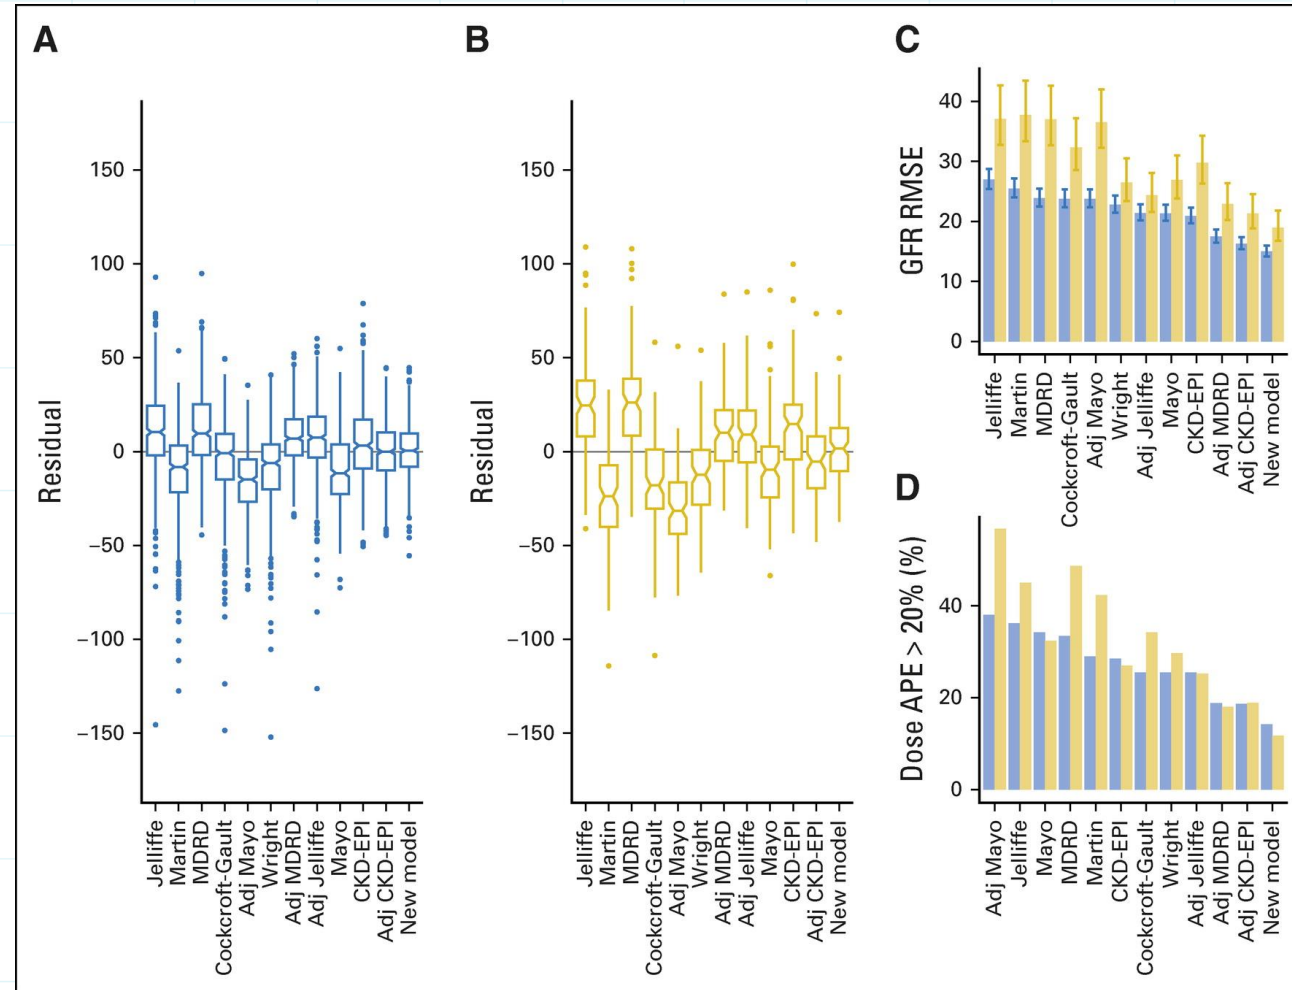 A
Residual
150
100
50
0
−50
−100
−150
Jelliffe
Martin
MDRD
Cockcroft-Gault
Adj Mayo
Wright
Adj MDRD
Adj Jelliffe
Mayo
CKD-EPI
Adj CKD-EPI
New model
B
Residual
150
100
50
0
−50
−100
−150
Jelliffe
Martin
MDRD
Cockcroft-Gault
Adj Mayo
Wright
Adj MDRD
Adj Jelliffe
Mayo
CKD-EPI
Adj CKD-EPI
New model
C
GFR RMSE
40
30
20
10
0
Jelliffe
Martin
MDRD
Cockcroft-Gault
Adj Mayo
Wright
Adj Jelliffe
Mayo
CKD-EPI
Adj MDRD
Adj CKD-EPI
New model
D
Dose APE > 20% (%)
40
20
0
Adj Mayo
Jelliffe
Mayo
MDRD
Martin
CKD-EPI
Cockcroft-Gault
Wright
Adj Jelliffe
Adj MDRD
Adj CKD-EPI
New model